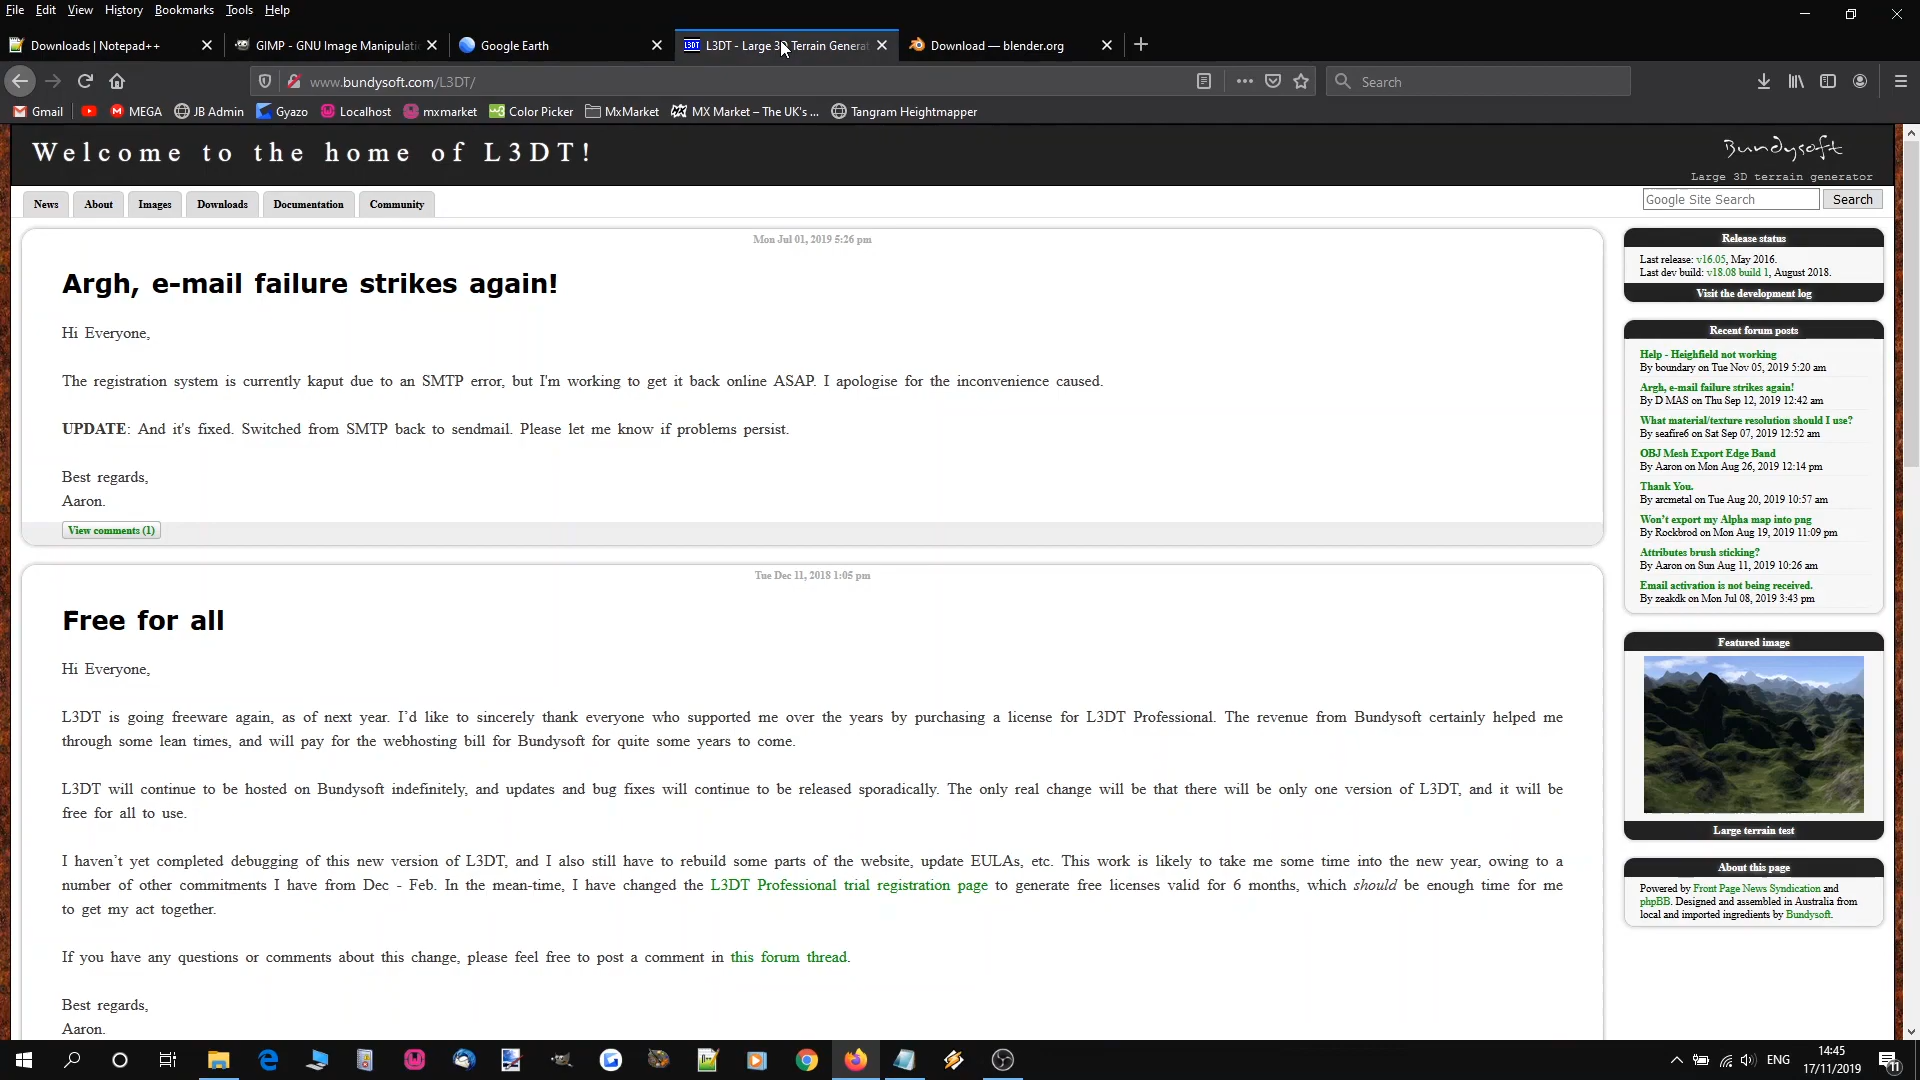 File Edit View History Bookmarks Tools Help
Downloads | Notepad++
GIMP - GNU Image Manipulati
Google Earth
L3DT - Large 3D Terrain Generat
Download — blender.org
www.bundysoft.com/L3DT/
Search
Gmail
MEGA
JB Admin
Gyazo
Localhost
mxmarket
Color Picker
MxMarket
MX Market – The UK's ...
Tangram Heightmapper
Welcome to the home of L3DT!
Bundysoft
Large 3D terrain generator
News About Images Downloads Documentation Community
Google Site Search Search
Mon Jul 01, 2019 5:26 pm
Argh, e-mail failure strikes again!
Hi Everyone,
The registration system is currently kaput due to an SMTP error, but I'm working to get it back online ASAP. I apologise for the inconvenience caused.
UPDATE: And it's fixed. Switched from SMTP back to sendmail. Please let me know if problems persist.
Best regards,
Aaron.
View comments (1)
Tue Dec 11, 2018 1:05 pm
Free for all
Hi Everyone,
L3DT is going freeware again, as of next year. I'd like to sincerely thank everyone who supported me over the years by purchasing a license for L3DT Professional. The revenue from Bundysoft certainly helped me
through some lean times, and will pay for the webhosting bill for Bundysoft for quite some years to come.
L3DT will continue to be hosted on Bundysoft indefinitely, and updates and bug fixes will continue to be released sporadically. The only real change will be that there will be only one version of L3DT, and it will be
free for all to use.
I haven't yet completed debugging of this new version of L3DT, and I also still have to rebuild some parts of the website, update EULAs, etc. This work is likely to take me some time into the new year, owing to a
number of other commitments I have from Dec - Feb. In the mean-time, I have changed the L3DT Professional trial registration page to generate free licenses valid for 6 months, which should be enough time for me
to get my act together.
If you have any questions or comments about this change, please feel free to post a comment in this forum thread.
Best regards,
Aaron.
Release status
Last release: v16.05, May 2016.
Last dev build: v18.08 build 1, August 2018.
Visit the development log
Recent forum posts
Help - Heighfield not working
By boundary on Tue Nov 05, 2019 5:20 am
Argh, e-mail failure strikes again!
By D MAS on Thu Sep 12, 2019 12:42 am
What material/texture resolution should I use?
By seafire6 on Sat Sep 07, 2019 12:52 am
OBJ Mesh Export Edge Band
By Aaron on Mon Aug 26, 2019 12:14 pm
Thank You.
By arcmetal on Tue Aug 20, 2019 10:57 am
Won't export my Alpha map into png
By Rockbrod on Mon Aug 19, 2019 11:09 pm
Attributes brush sticking?
By Aaron on Sun Aug 11, 2019 10:26 am
Email activation is not being received.
By zeakdk on Mon Jul 08, 2019 3:43 pm
Featured image
Large terrain test
About this page
Powered by Front Page News Syndication and
phpBB. Designed and assembled in Australia from
local and imported ingredients by Bundysoft.
ENG
14:45
17/11/2019
11